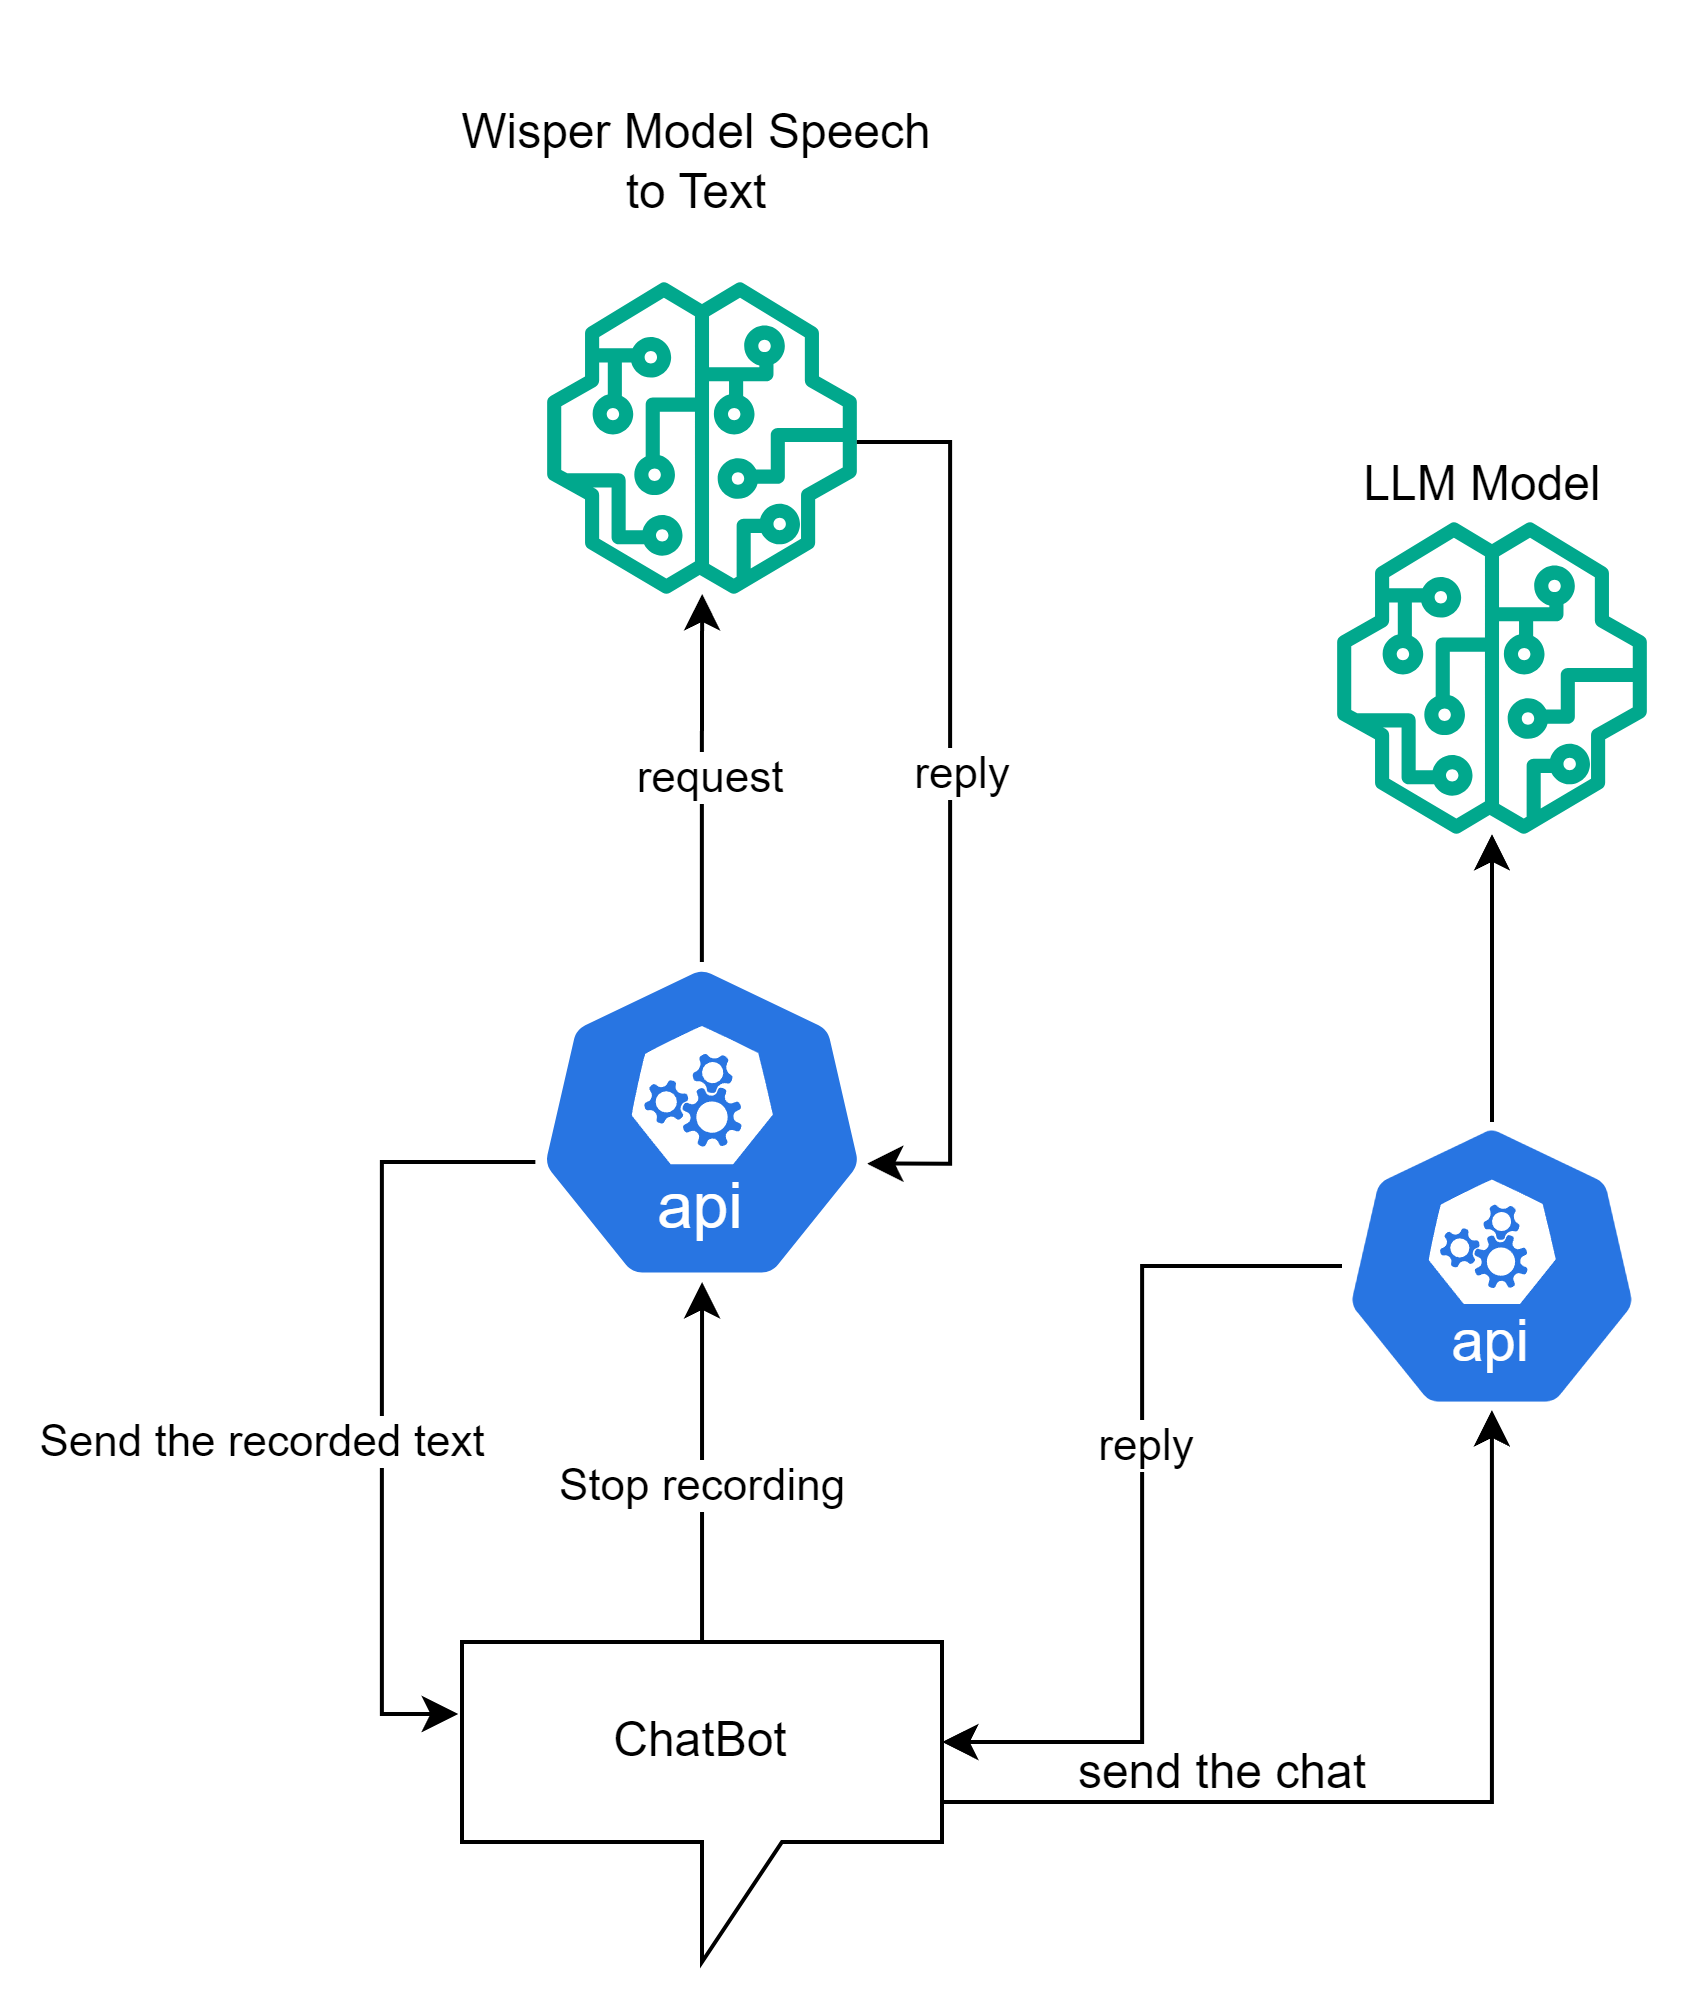 Wisper Model Speech
to Text
LLM Model
request
reply
api
api
Send the recorded text
Stop recording
reply
ChatBot
send the chat